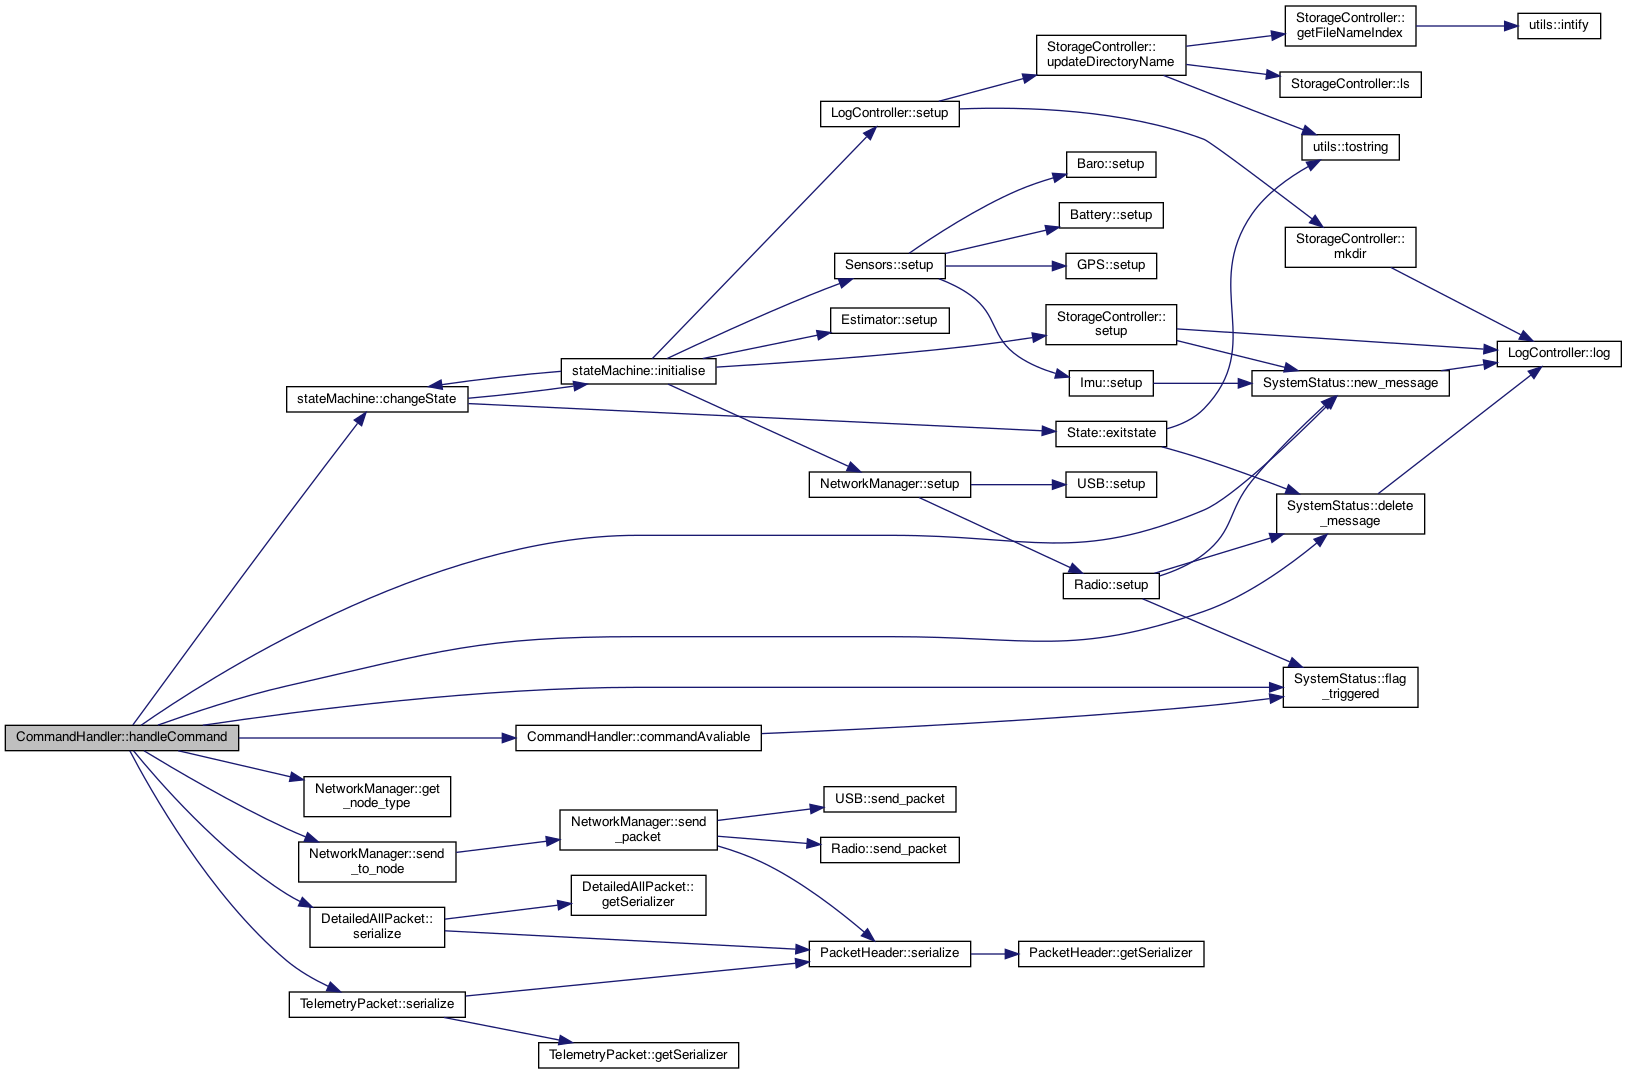 StorageController::
getFileNameIndex
utils::intify
StorageController::
updateDirectoryName
StorageController::ls
LogController::setup
utils::tostring
Baro::setup
Battery::setup
StorageController::
mkdir
Sensors::setup
GPS::setup
Estimator::setup
StorageController::
setup
LogController::log
stateMachine::initialise
Imu::setup
SystemStatus::new_message
stateMachine::changeState
State::exitstate
NetworkManager::setup
USB::setup
SystemStatus::delete
_message
Radio::setup
SystemStatus::flag
_triggered
CommandHandler::handleCommand
CommandHandler::commandAvaliable
NetworkManager::get
_node_type
USB::send_packet
NetworkManager::send
_packet
Radio::send_packet
NetworkManager::send
_to_node
DetailedAllPacket::
getSerializer
DetailedAllPacket::
serialize
PacketHeader::serialize
PacketHeader::getSerializer
TelemetryPacket::serialize
TelemetryPacket::getSerializer